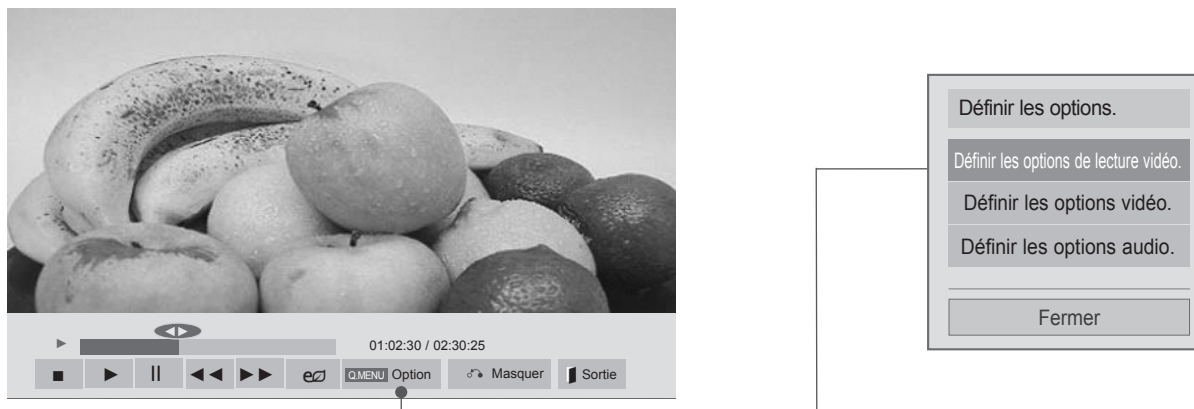 01:02:30 / 02:30:25
Q.MENU Option
Masquer
Sortie
Définir les options.
Définir les options de lecture vidéo.
Définir les options vidéo.
Définir les options audio.
Fermer